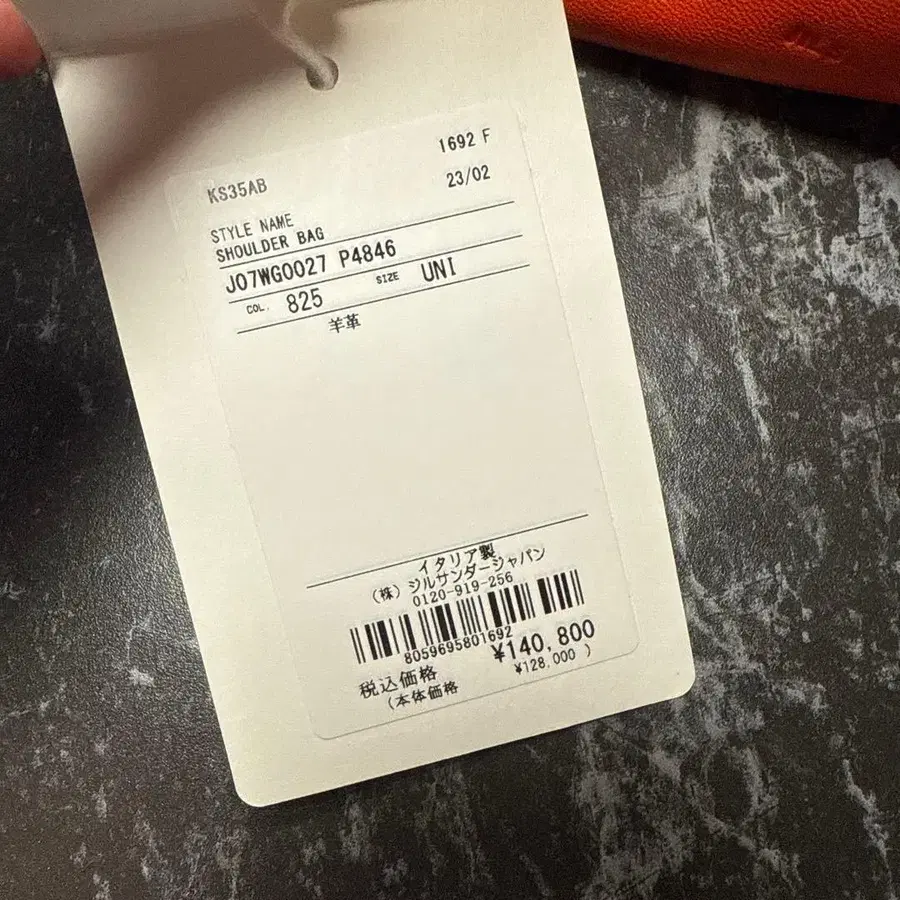 1692 F
KS35AB
23/02
STYLE NAME
SHOULDER BAG
J07WG0027 P4846
COL. 825 SIZE UNI
羊革
イタリア製
(株) ジルサンダージャパン
0120-919-256
8059695801692
税込価格 ¥140,800
(本体価格 ¥128,000 )